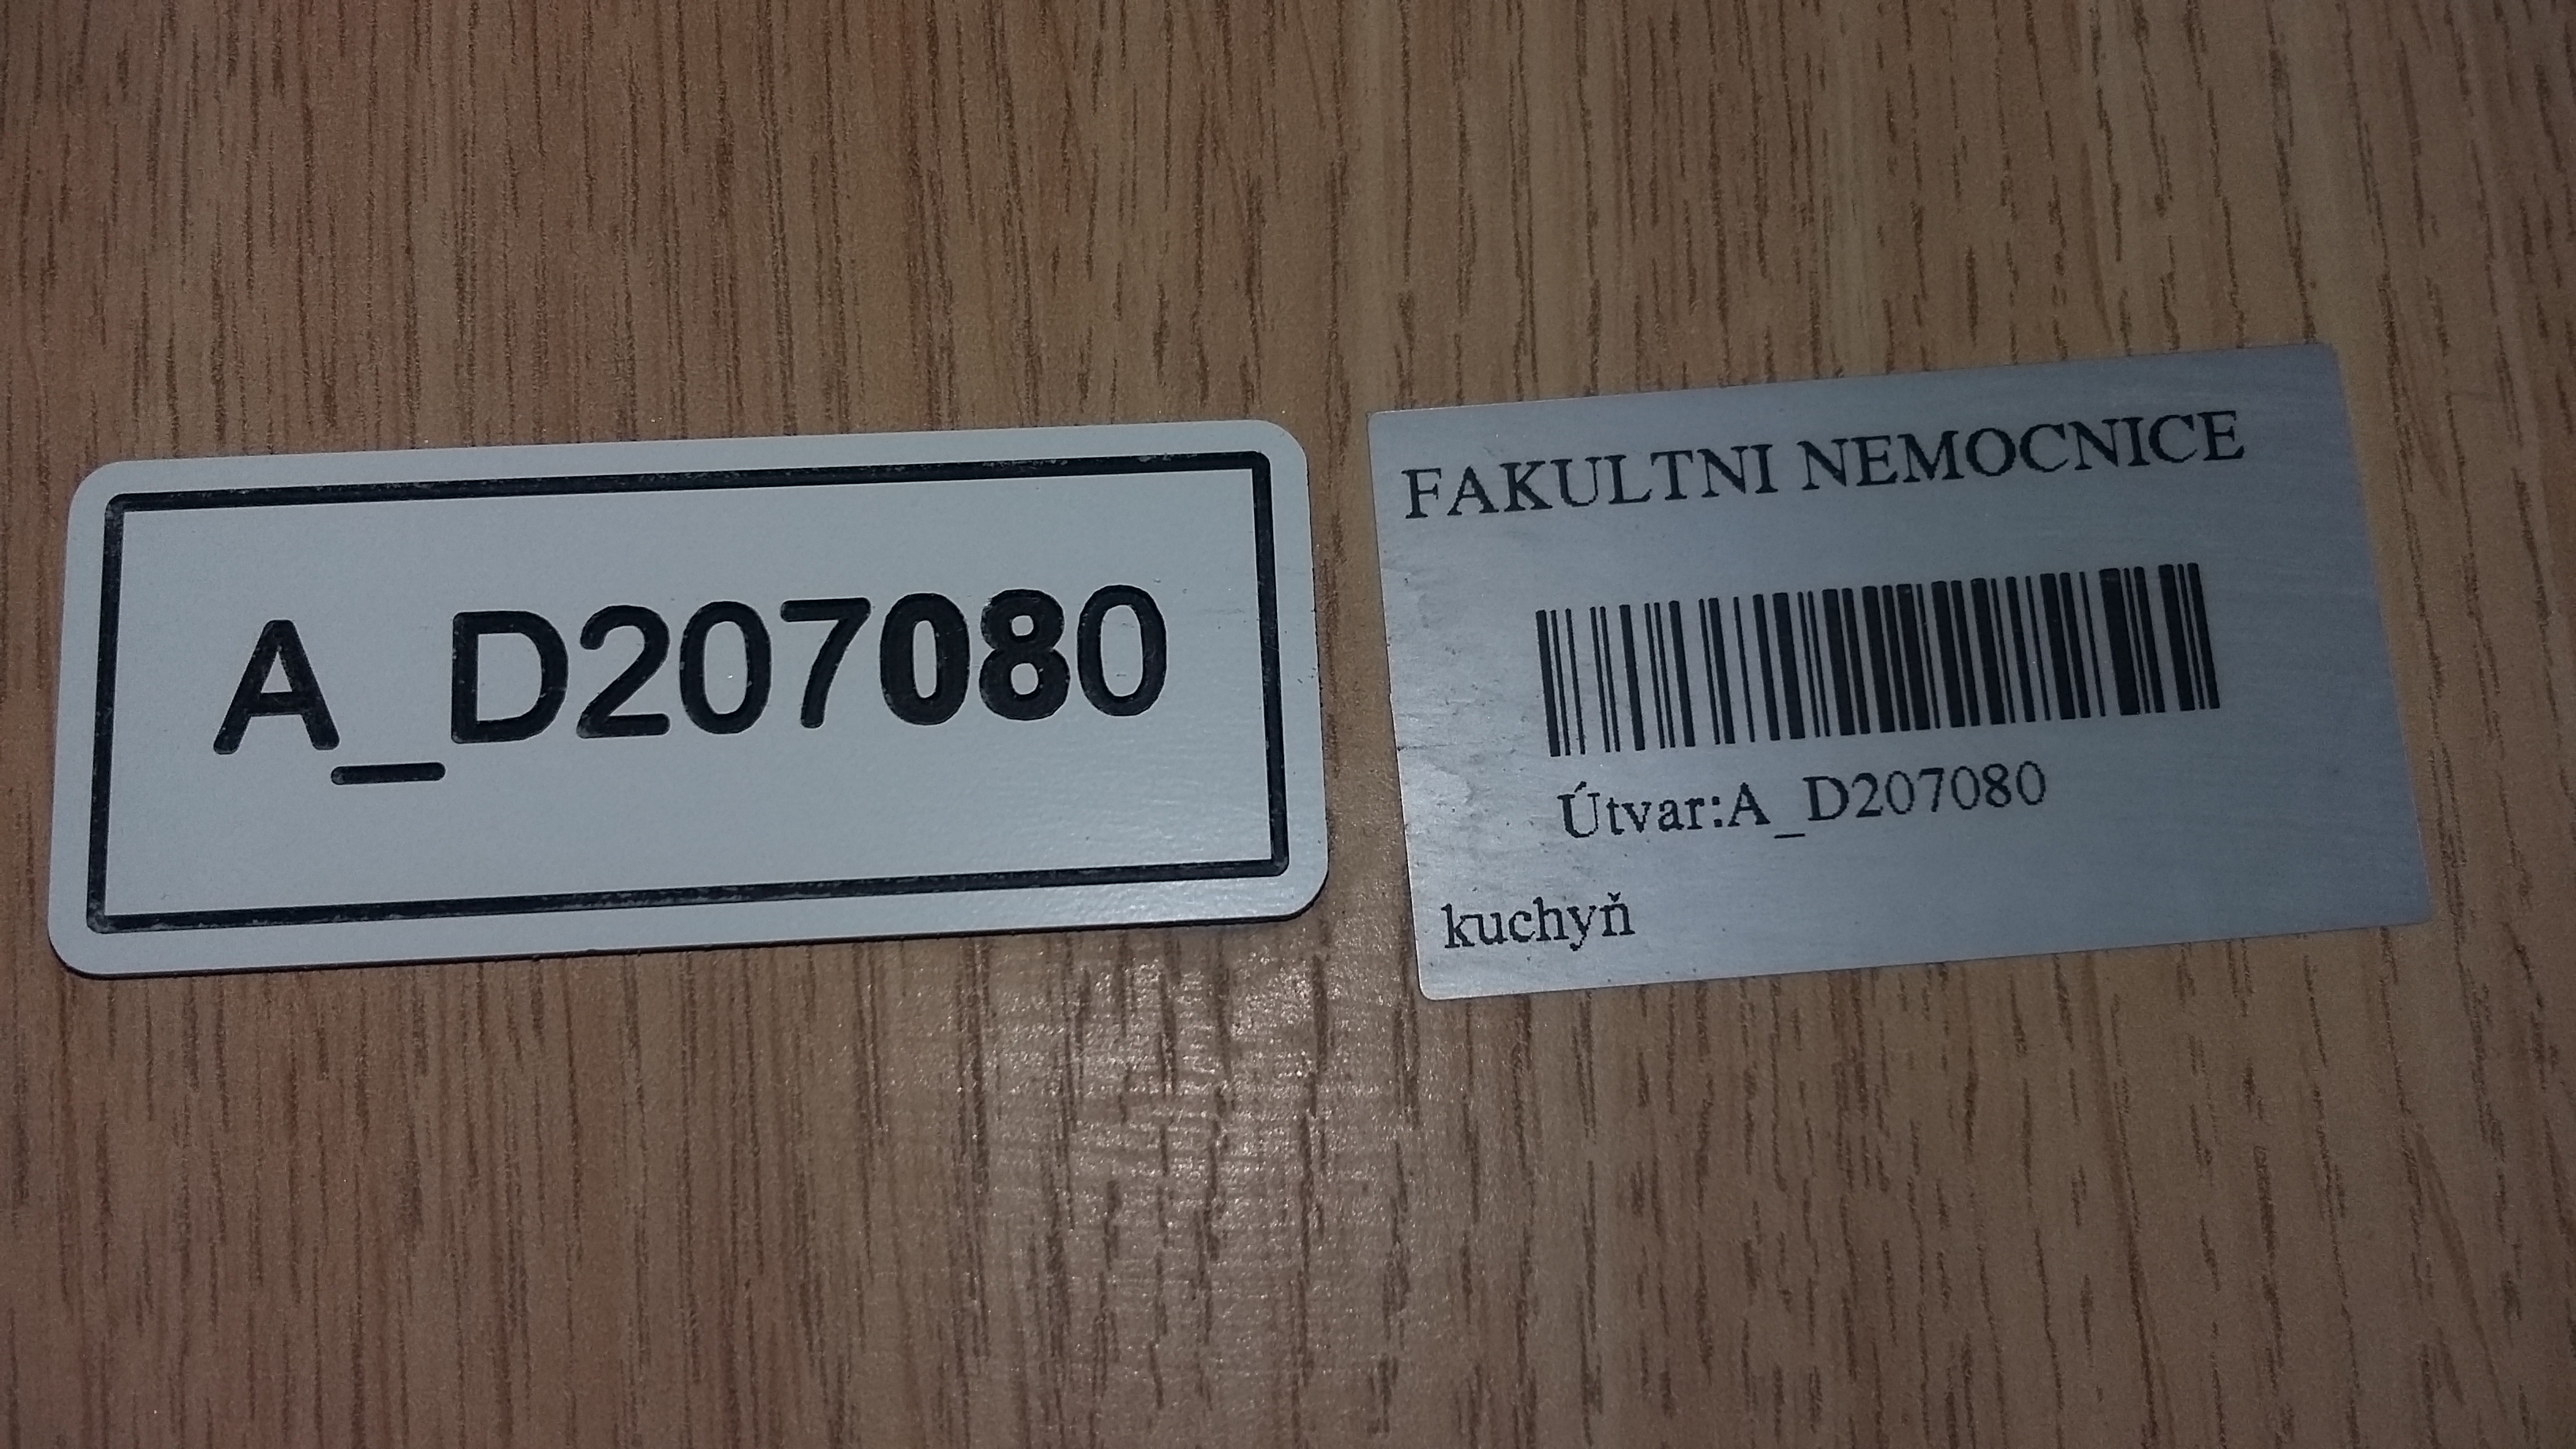 A_D207080
FAKULTNI NEMOCNICE
Útvar:A_D207080
kuchyň